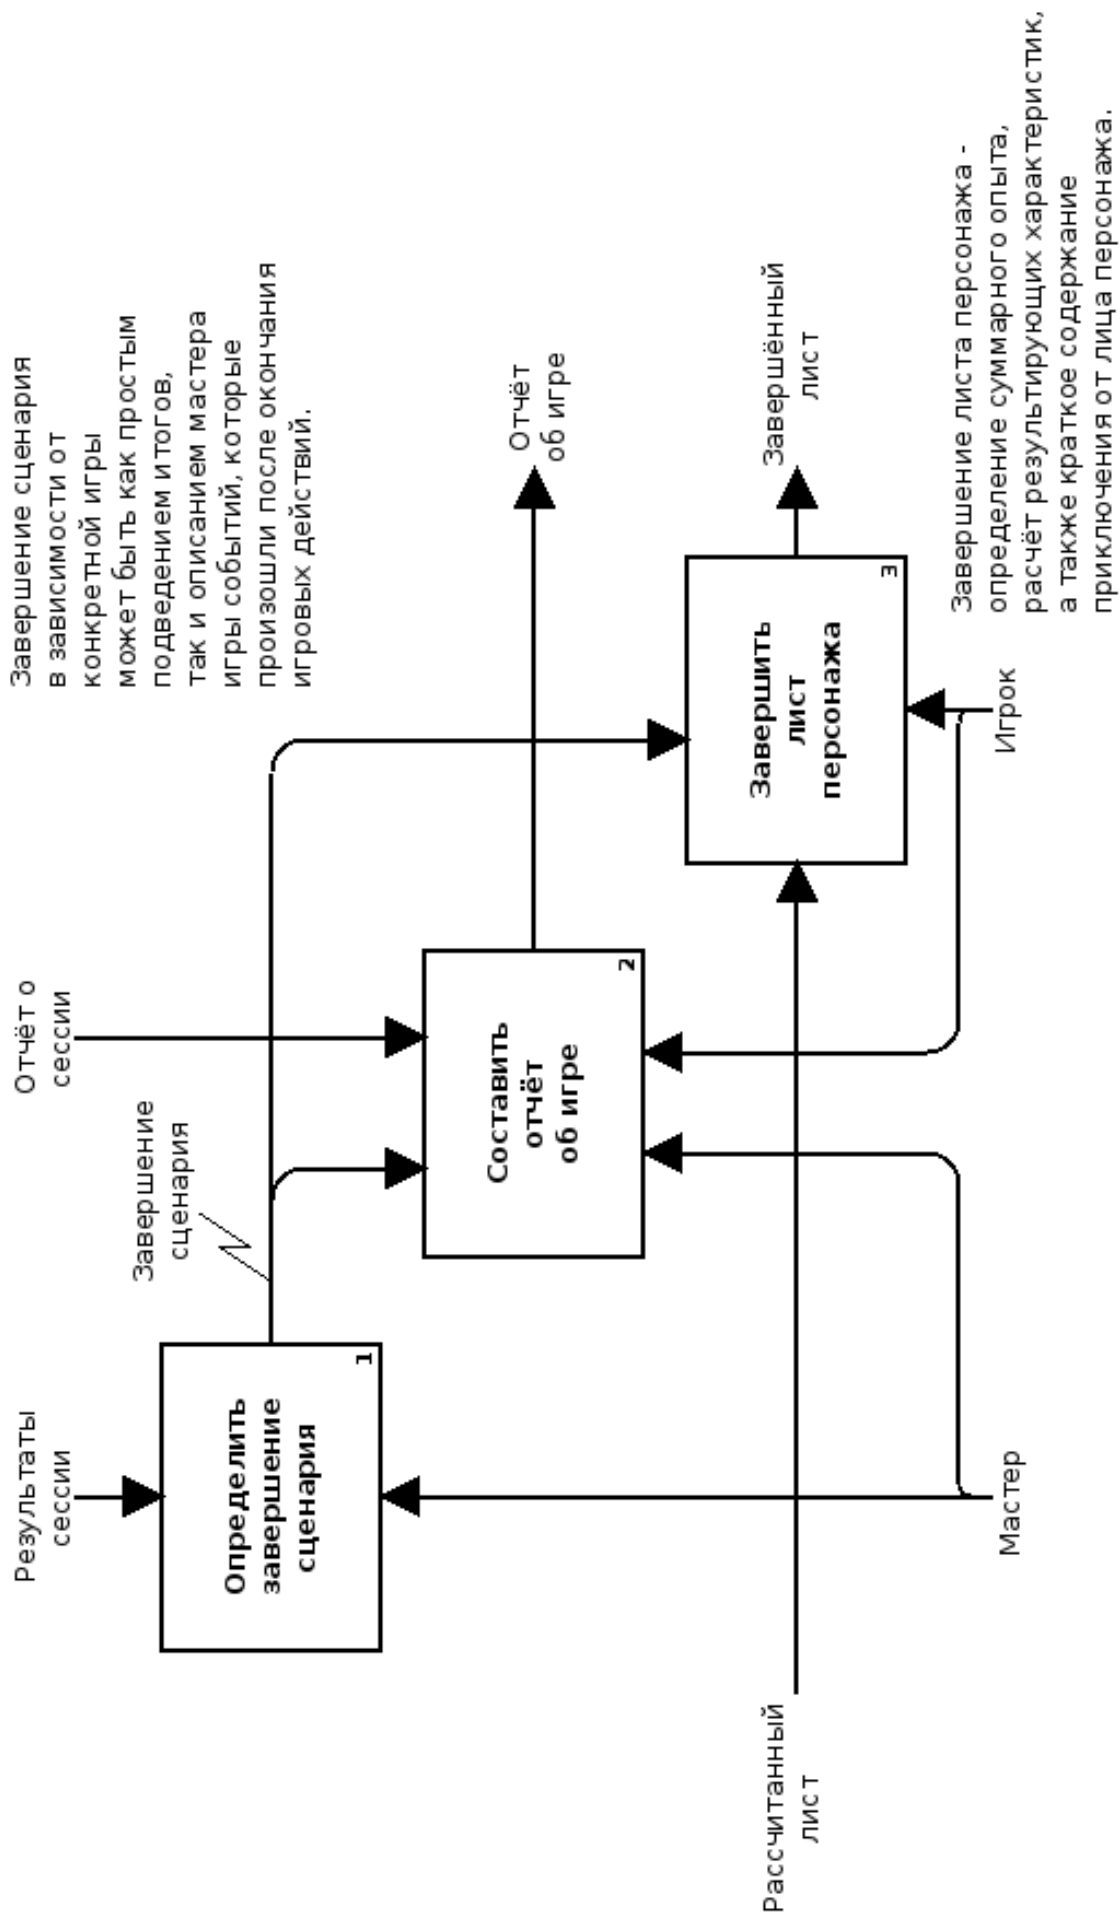 Результаты
сессии
Отчёт о
сессии
Завершение сценария
в зависимости от
конкретной игры
может быть как простым
подведением итогов,
так и описанием мастера
игры событий, которые
произошли после окончания
игровых действий.
Завершение
сценария
Определить
завершение
сценария
1
Отчёт
об игре
Составить
отчёт
об игре
2
Завершённый
лист
Завершить
лист
персонажа
3
Рассчитанный
лист
Мастер
Игрок
Завершение листа персонажа -
определение суммарного опыта,
расчёт результирующих характеристик,
а также краткое содержание
приключения от лица персонажа.